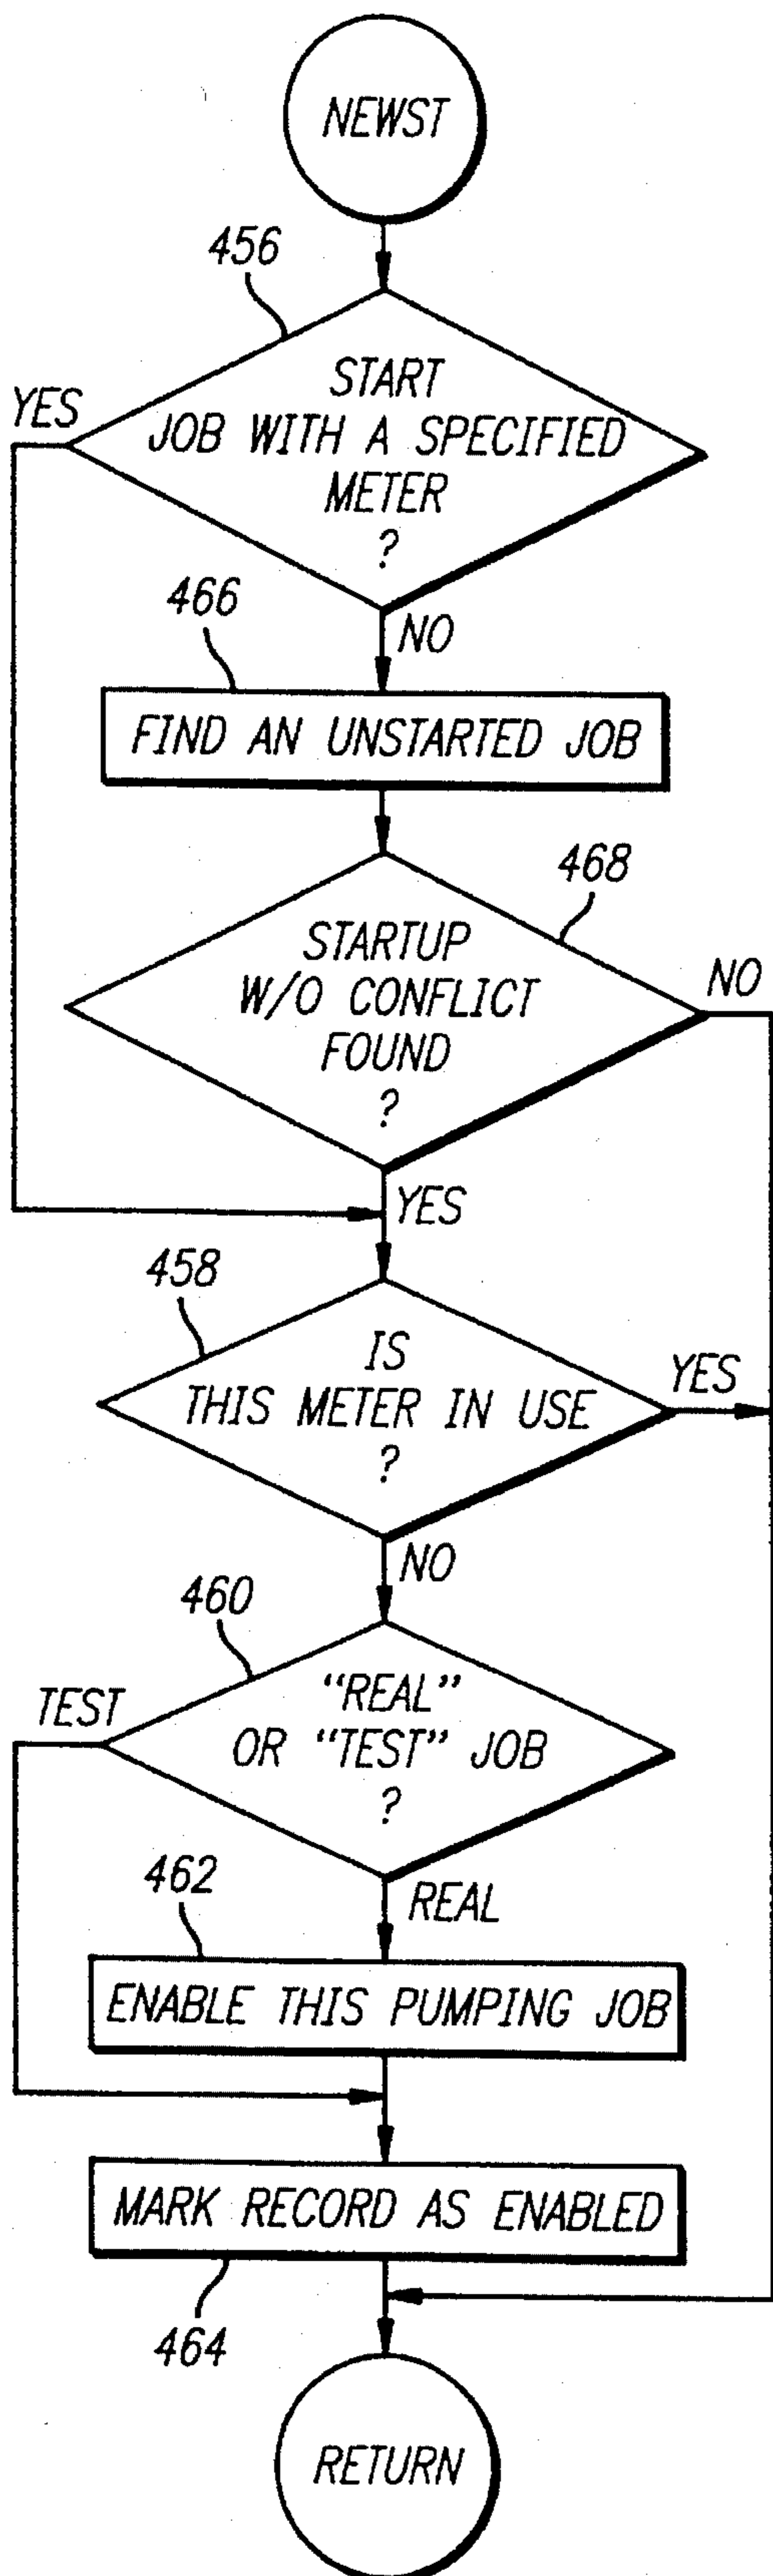 NEWST
456
START
YES
JOB WITH A SPECIFIED
METER
?
466
NO
FIND AN UNSTARTED JOB
468
STARTUP
NO
W/O CONFLICT
FOUND
?
YES
458
IS
YES
THIS METER IN USE
?
NO
460
TEST
"REAL"
OR "TEST" JOB
?
462
REAL
ENABLE THIS PUMPING JOB
MARK RECORD AS ENABLED
464
RETURN